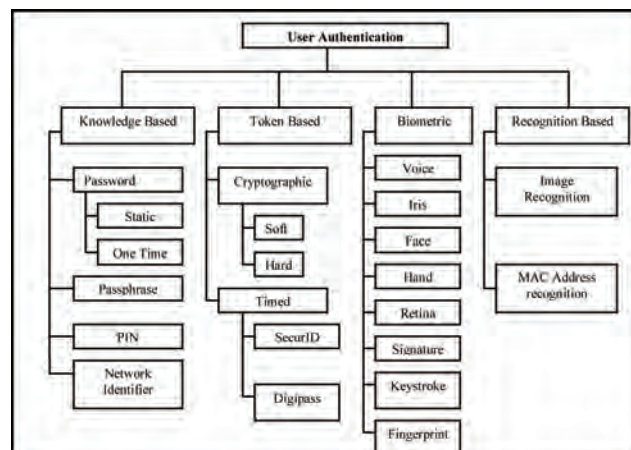 User Authentication
Knowledge Based
Password
Static
One Time
Passphrase
PIN
Network
Identifier
Token Based
Cryptographic
Soft
Hard
Timed
SecurID
Digipass
Biometric
Voice
Iris
Face
Hand
Retina
Signature
Keystroke
Fingerprint
Recognition Based
Image
Recognition
MAC Address
recognition